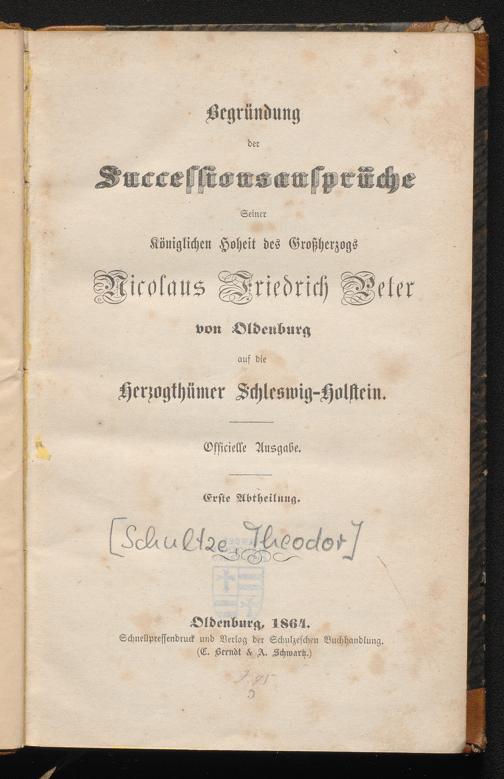 Begründung
der
Successionsansprüche
Seiner
Königlichen Hoheit des Großherzogs
Nicolaus Friedrich Peter
von Oldenburg
auf die
Herzogthümer Schleswig-Holstein.
Officielle Ausgabe.
Erste Abtheilung.
[Schultze, Theodor]
Oldenburg, 1864.
Schnellpressendruck und Verlag der Schulzeschen Buchhandlung.
(C. Berndt & A. Schwartz.)